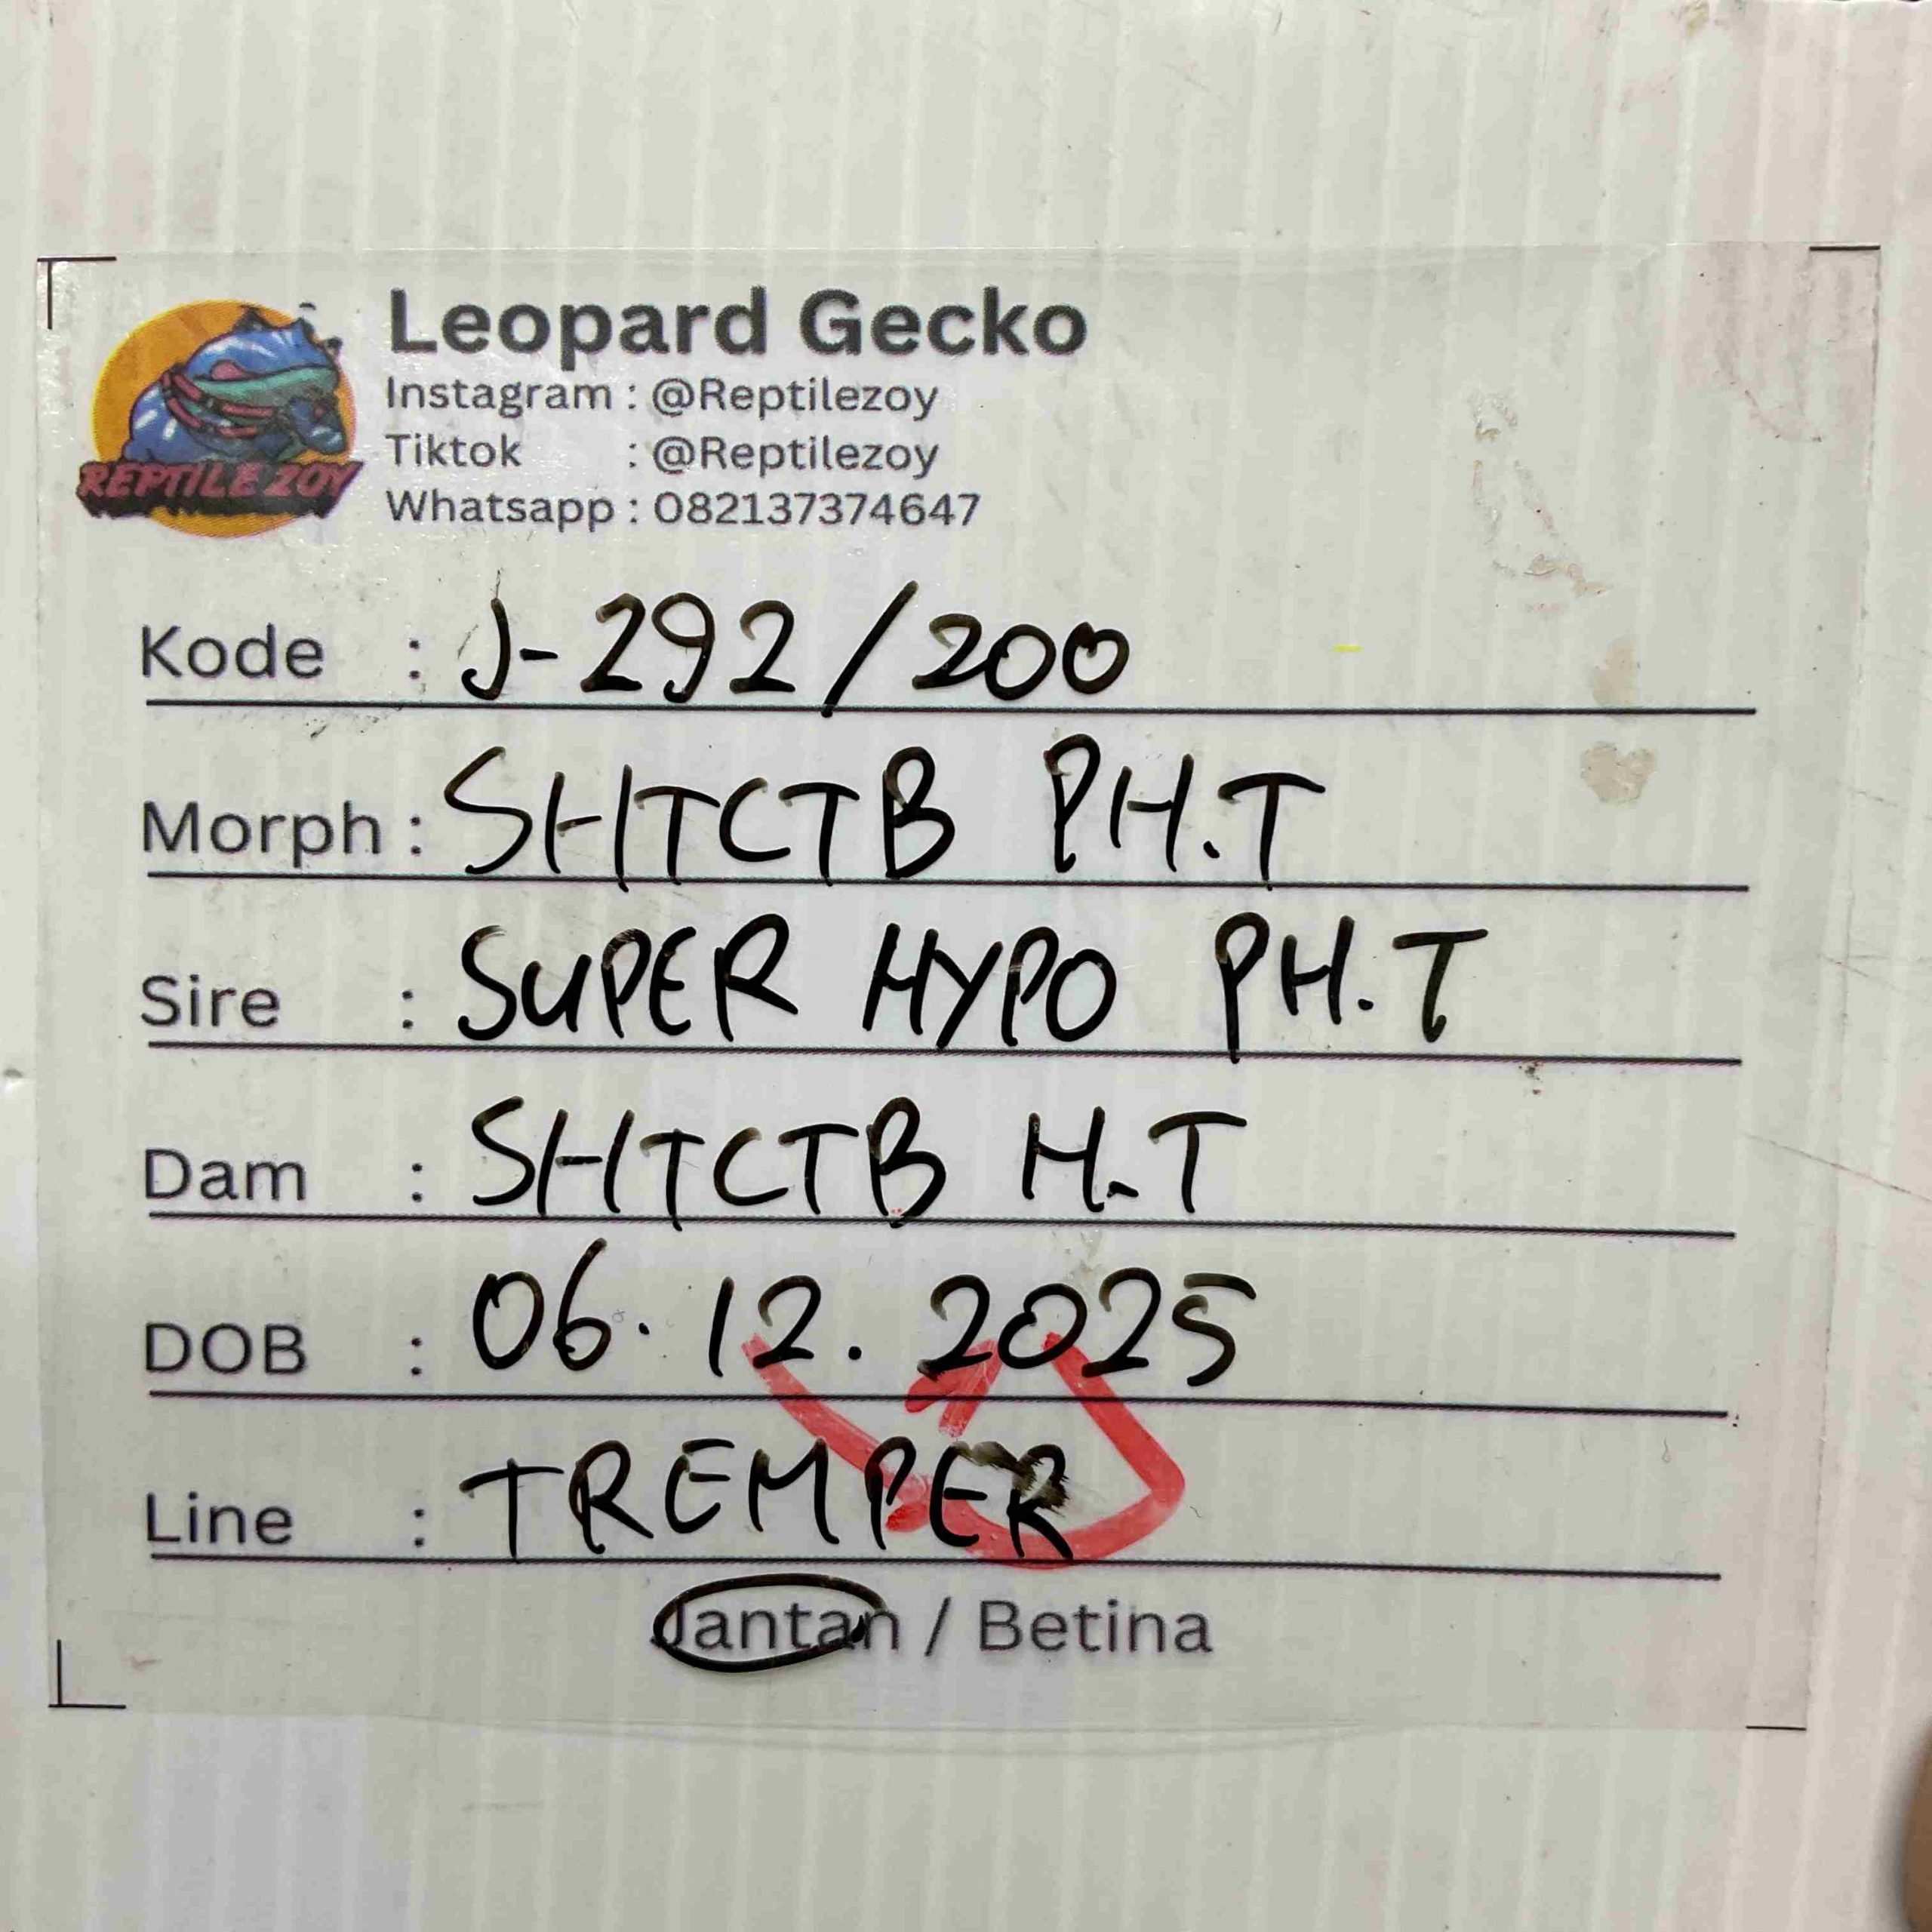 Leopard Gecko
Instagram : @Reptilezoy
Tiktok : @Reptilezoy
Whatsapp : 082137374647
REPTILE ZOY
Kode : J-292/200
Morph : SHTCTB PH.T
Sire : SUPER HYPO PH.T
Dam : SHTCTB H.T
DOB : 06.12.2025
Line : TREMPER
Jantan / Betina